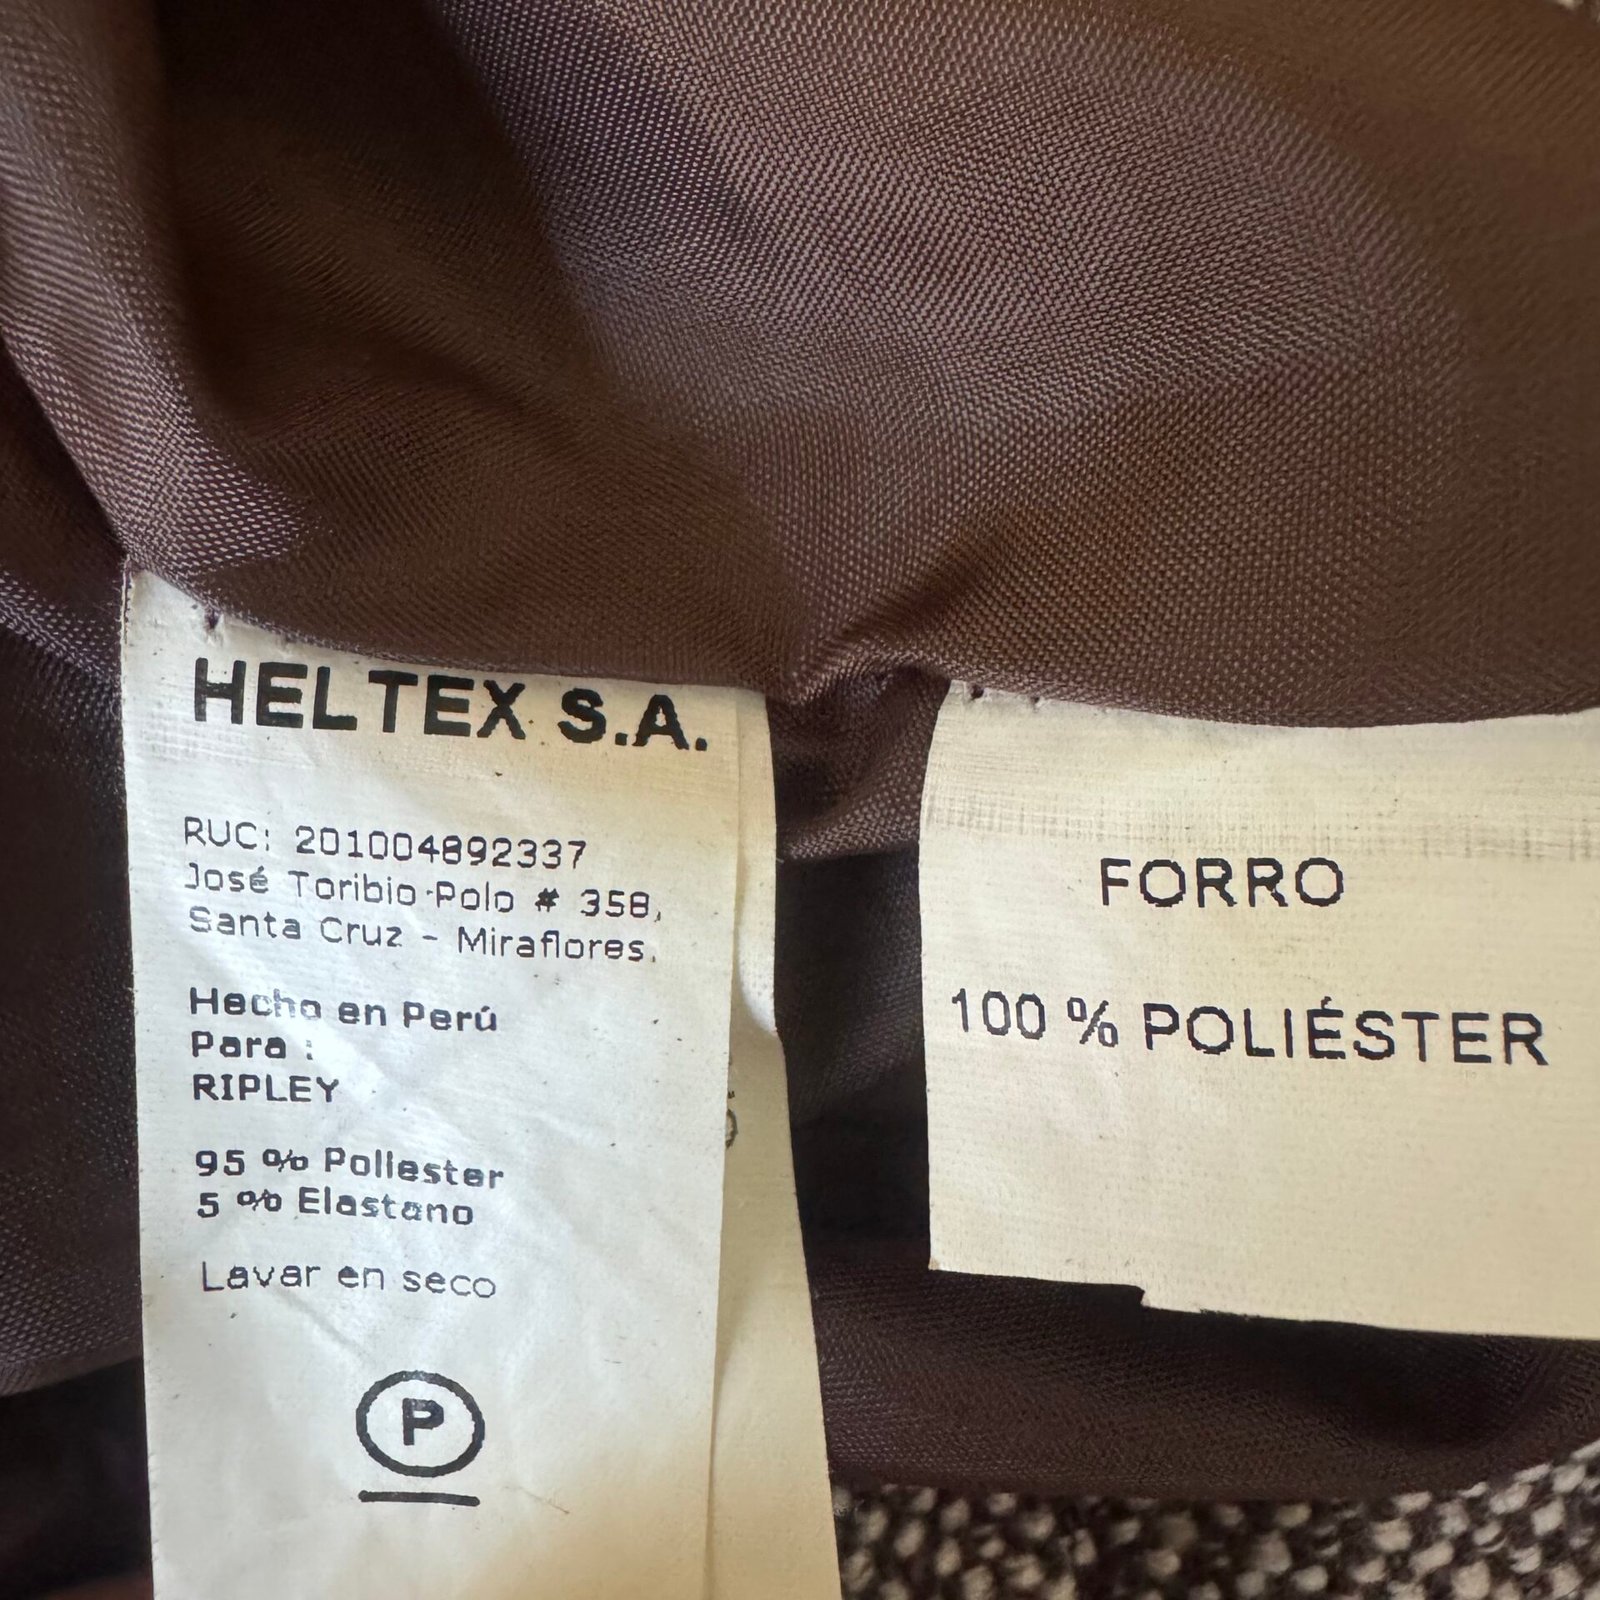 HELTEX S.A.
RUC: 201004892337
José Toribio Polo # 358,
Santa Cruz - Miraflores.
Hecho en Perú
Para :
RIPLEY
95 % Poliester
5 % Elastano
Lavar en seco
P
FORRO
100 % POLIÉSTER